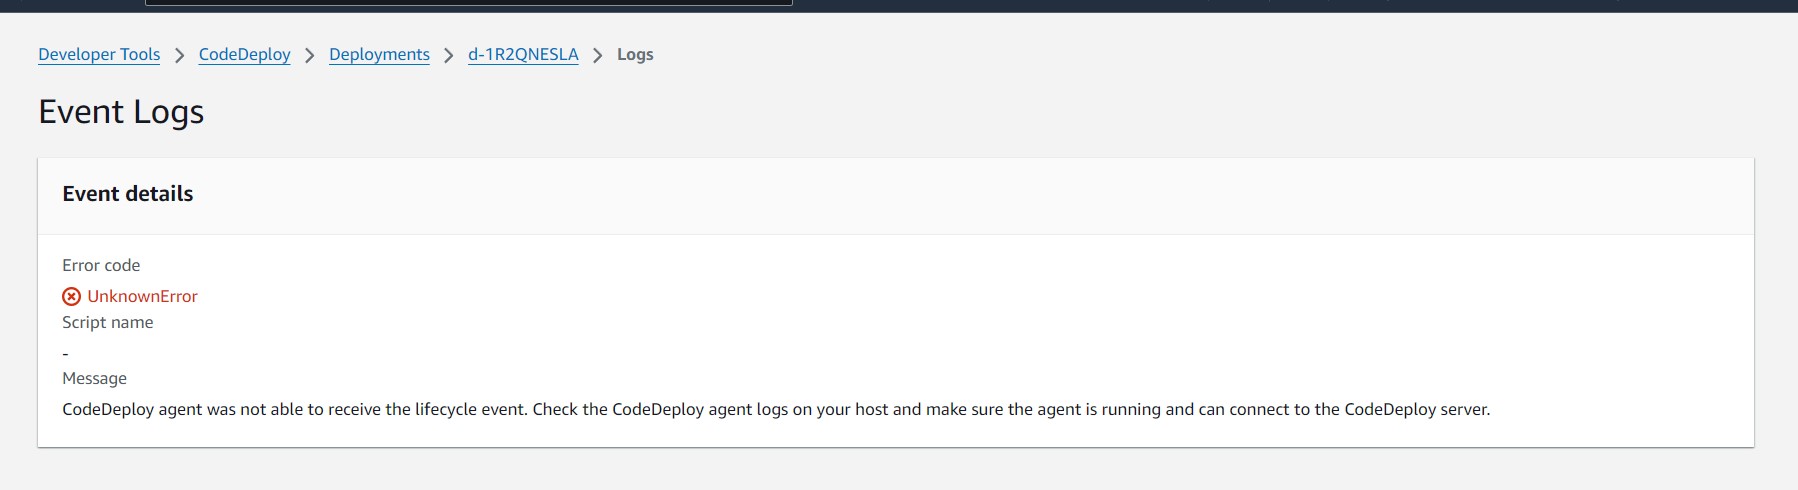 Developer Tools > CodeDeploy > Deployments > d-1R2QNESLA > Logs
Event Logs
Event details
Error code
UnknownError
Script name
-
Message
CodeDeploy agent was not able to receive the lifecycle event. Check the CodeDeploy agent logs on your host and make sure the agent is running and can connect to the CodeDeploy server.